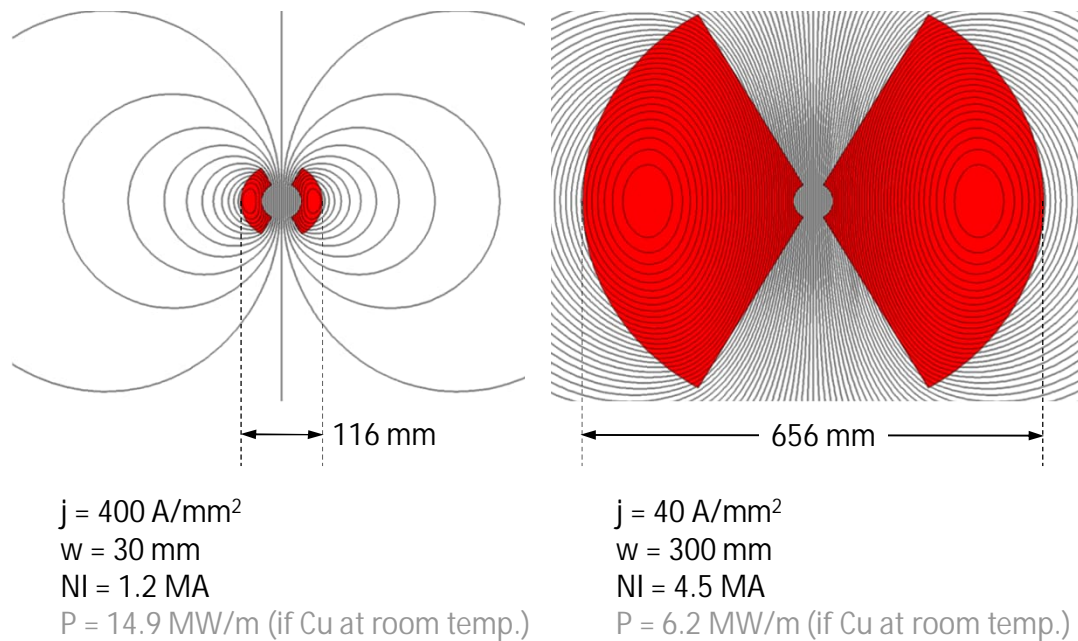 116 mm
656 mm
j = 400 A/mm²
w = 30 mm
NI = 1.2 MA
P = 14.9 MW/m (if Cu at room temp.)
j = 40 A/mm²
w = 300 mm
NI = 4.5 MA
P = 6.2 MW/m (if Cu at room temp.)